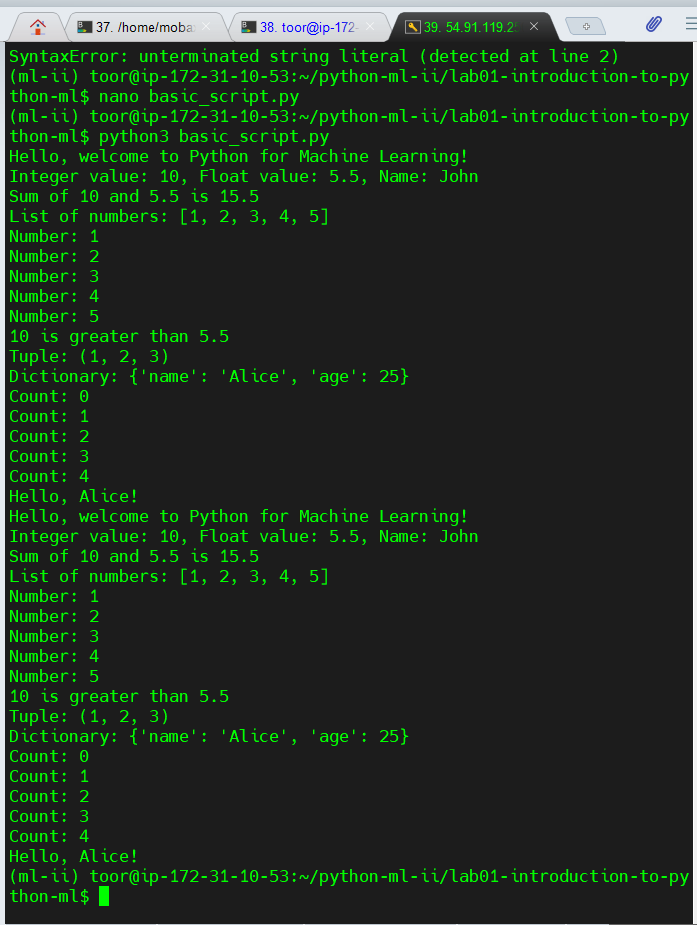 37. /home/moba
38. toor@ip-172-
39. 54.91.119.2
SyntaxError: unterminated string literal (detected at line 2)
(ml-ii) toor@ip-172-31-10-53:~/python-ml-ii/lab01-introduction-to-py
thon-ml$ nano basic_script.py
(ml-ii) toor@ip-172-31-10-53:~/python-ml-ii/lab01-introduction-to-py
thon-ml$ python3 basic_script.py
Hello, welcome to Python for Machine Learning!
Integer value: 10, Float value: 5.5, Name: John
Sum of 10 and 5.5 is 15.5
List of numbers: [1, 2, 3, 4, 5]
Number: 1
Number: 2
Number: 3
Number: 4
Number: 5
10 is greater than 5.5
Tuple: (1, 2, 3)
Dictionary: {'name': 'Alice', 'age': 25}
Count: 0
Count: 1
Count: 2
Count: 3
Count: 4
Hello, Alice!
Hello, welcome to Python for Machine Learning!
Integer value: 10, Float value: 5.5, Name: John
Sum of 10 and 5.5 is 15.5
List of numbers: [1, 2, 3, 4, 5]
Number: 1
Number: 2
Number: 3
Number: 4
Number: 5
10 is greater than 5.5
Tuple: (1, 2, 3)
Dictionary: {'name': 'Alice', 'age': 25}
Count: 0
Count: 1
Count: 2
Count: 3
Count: 4
Hello, Alice!
(ml-ii) toor@ip-172-31-10-53:~/python-ml-ii/lab01-introduction-to-py
thon-ml$